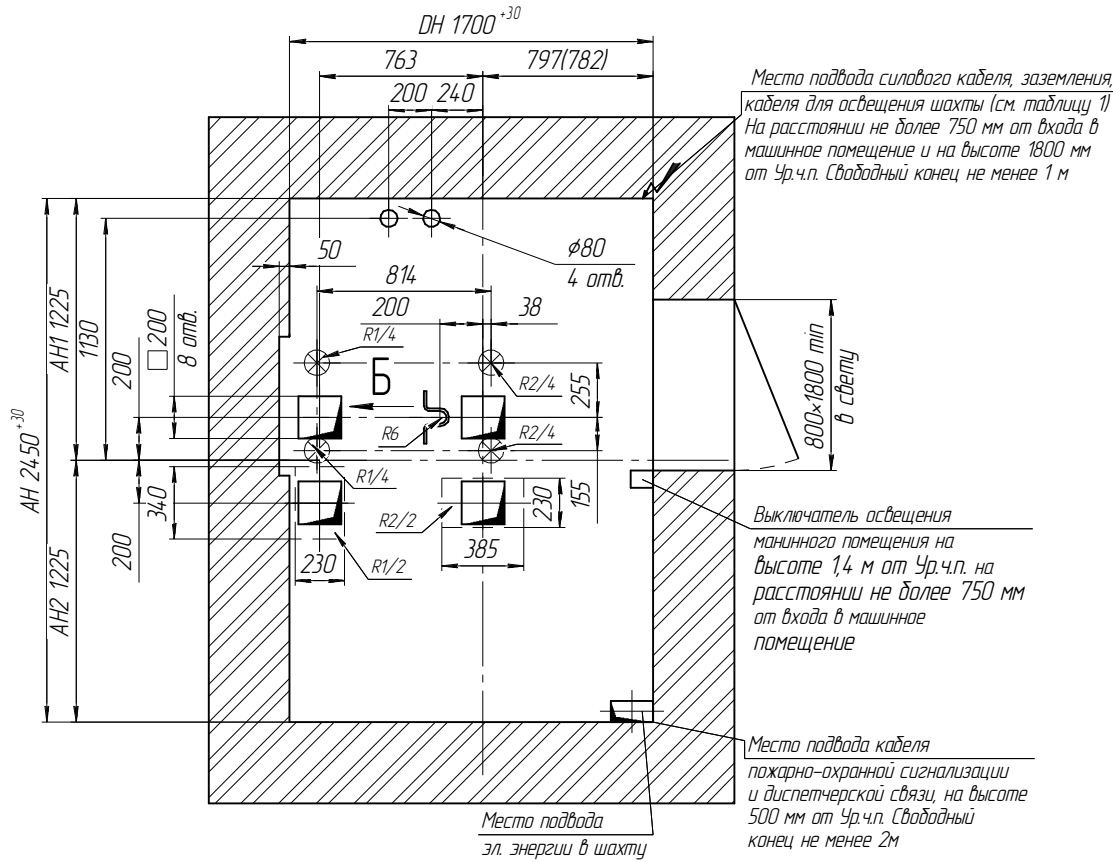 DН 1700 +30
763
797(782)
200
240
Место подвода силового кабеля, заземления,
кабеля для освещения шахты (см. таблицу 1)
На расстоянии не более 750 мм от входа в
машинное помещение и на высоте 1800 мм
от Ур.ч.п. Свободный конец не менее 1 м
50
φ80
4 отв.
814
200
38
R1/4
Б
R2/4
255
R6
R2/4
R1/4
155
R2/2
230
385
230
R1/2
АН 2450 +30
АН1 1225
АН2 1225
1130
200
200
□ 200
8 отв.
340
800×1800 min
в свету
Выключатель освещения
манинного помещения на
высоте 1,4 м от Ур.ч.п. на
расстоянии не более 750 мм
от входа в машинное
помещение
Место подвода кабеля
пожарно-охранной сигнализации
и диспетчерской связи, на высоте
500 мм от Ур.ч.п. Свободный
конец не менее 2м
Место подвода
эл. энергии в шахту